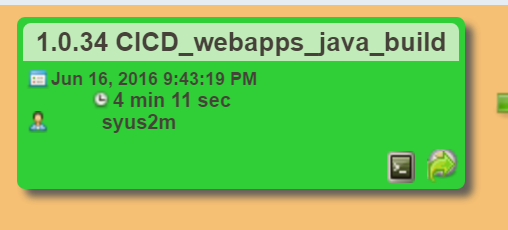 1.0.34 CICD_webapps_java_build
Jun 16, 2016 9:43:19 PM
4 min 11 sec
syus2m